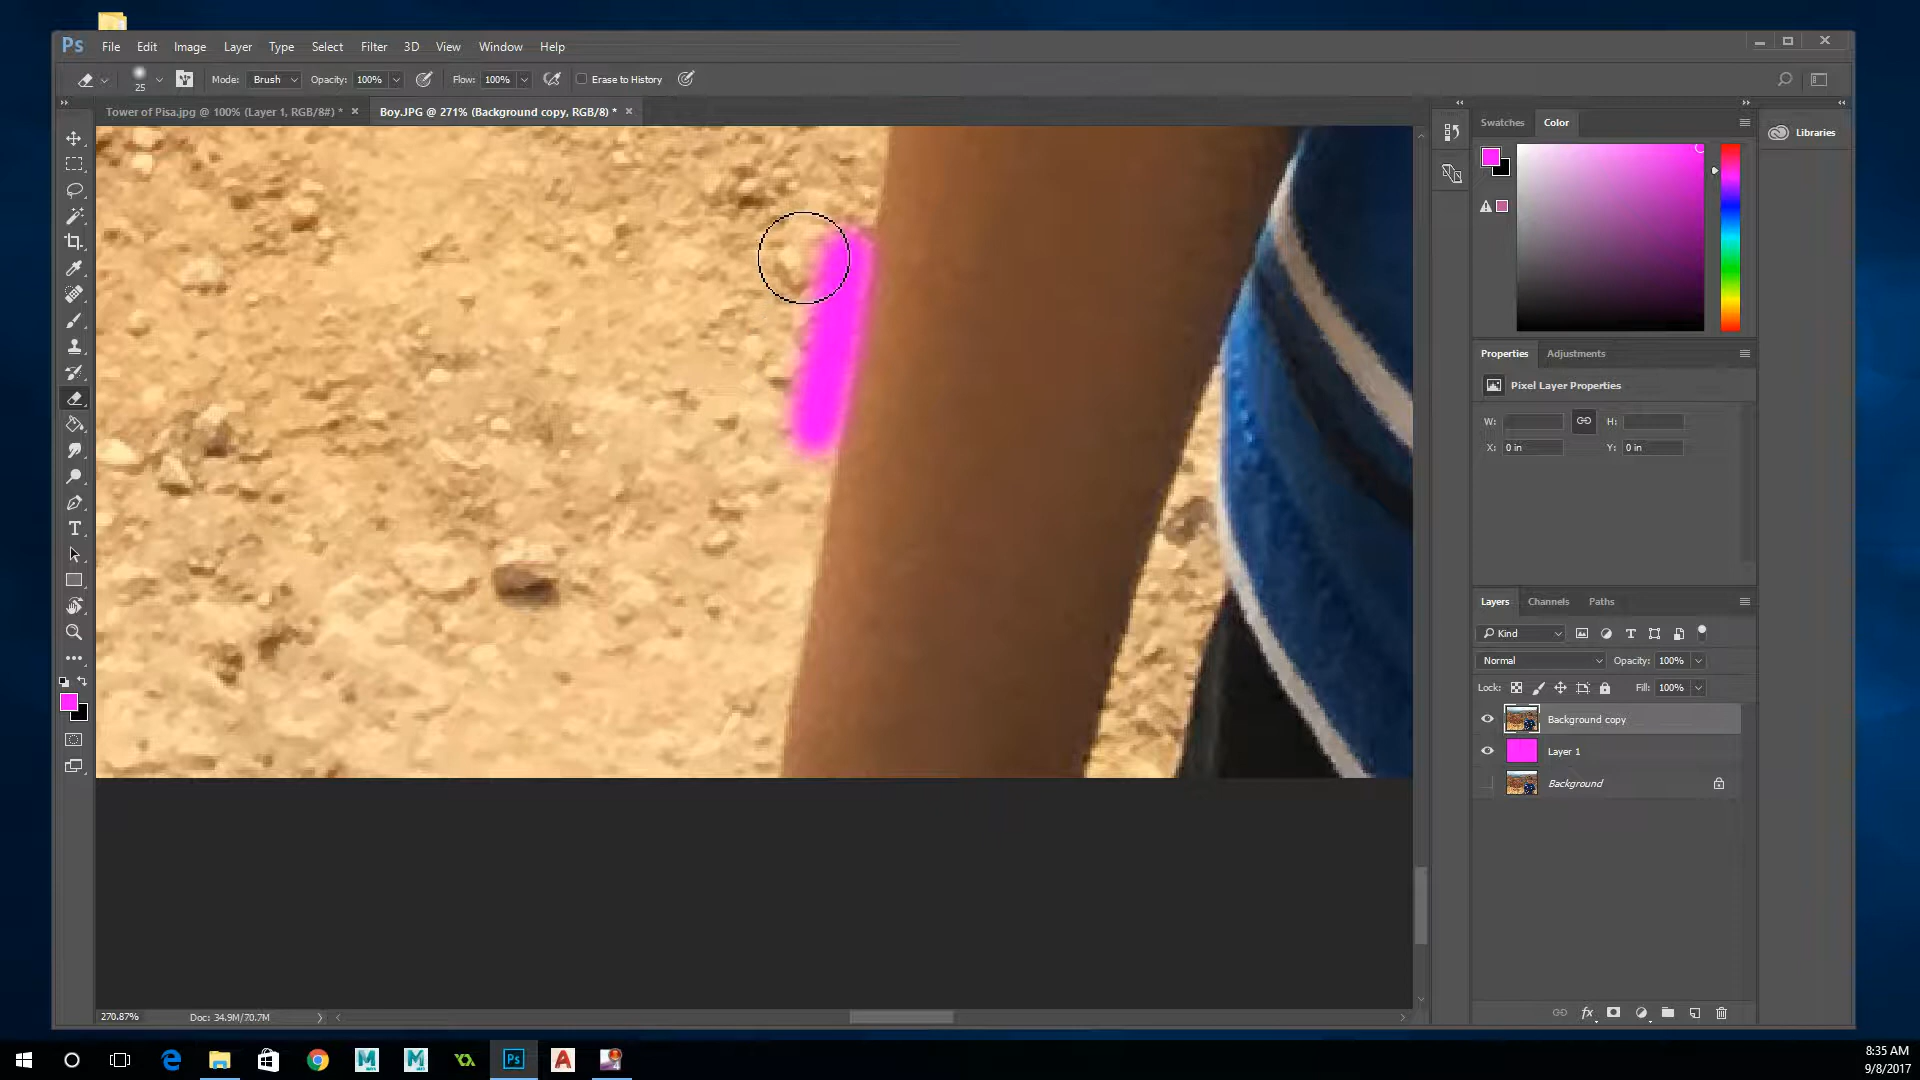 Ps File Edit Image Layer Type Select Filter 3D View Window Help
25 Mode: Brush Opacity: 100% Flow: 100% Erase to History
Tower of Pisa.jpg @ 100% (Layer 1, RGB/8#) * × Boy.JPG @ 271% (Background copy, RGB/8) * ×
Swatches Color
Libraries
Properties Adjustments
Pixel Layer Properties
W: H:
X: 0 in Y: 0 in
Layers Channels Paths
Kind
Normal Opacity: 100%
Lock: Fill: 100%
Background copy
Layer 1
Background
fx
270.87% Doc: 34.9M/70.7M
Ps
8:35 AM
9/8/2017